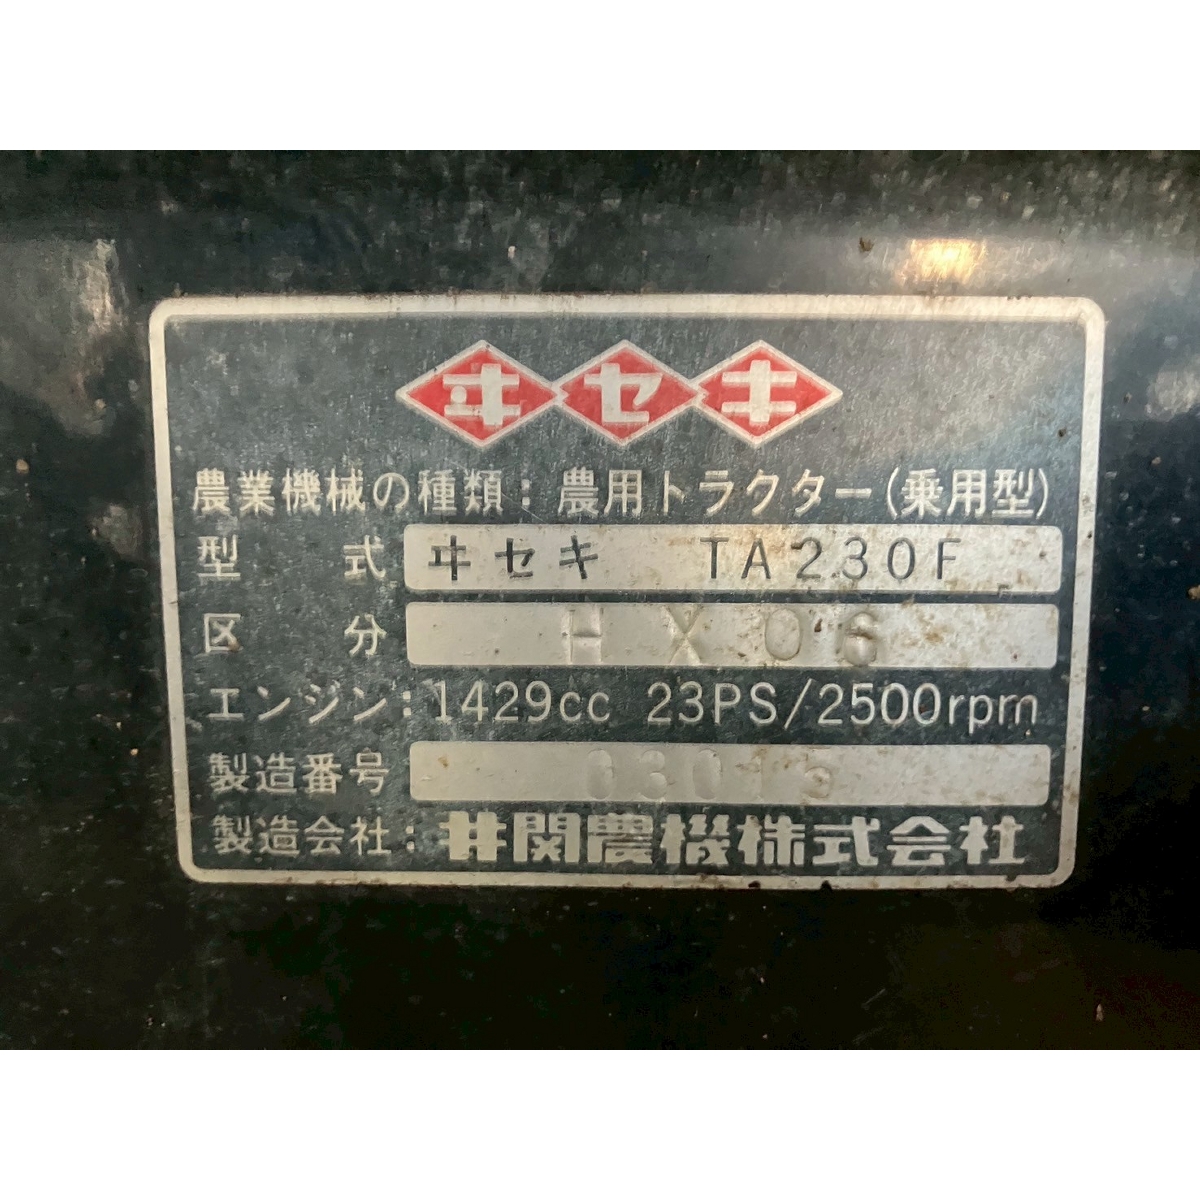 ヰセキ
農業機械の種類:農用トラクター(乗用型)
型 式 ヰセキ TA230F
区 分 HX06
エンジン:1429cc 23PS/2500rpm
製造番号
製造会社:井関農機株式会社